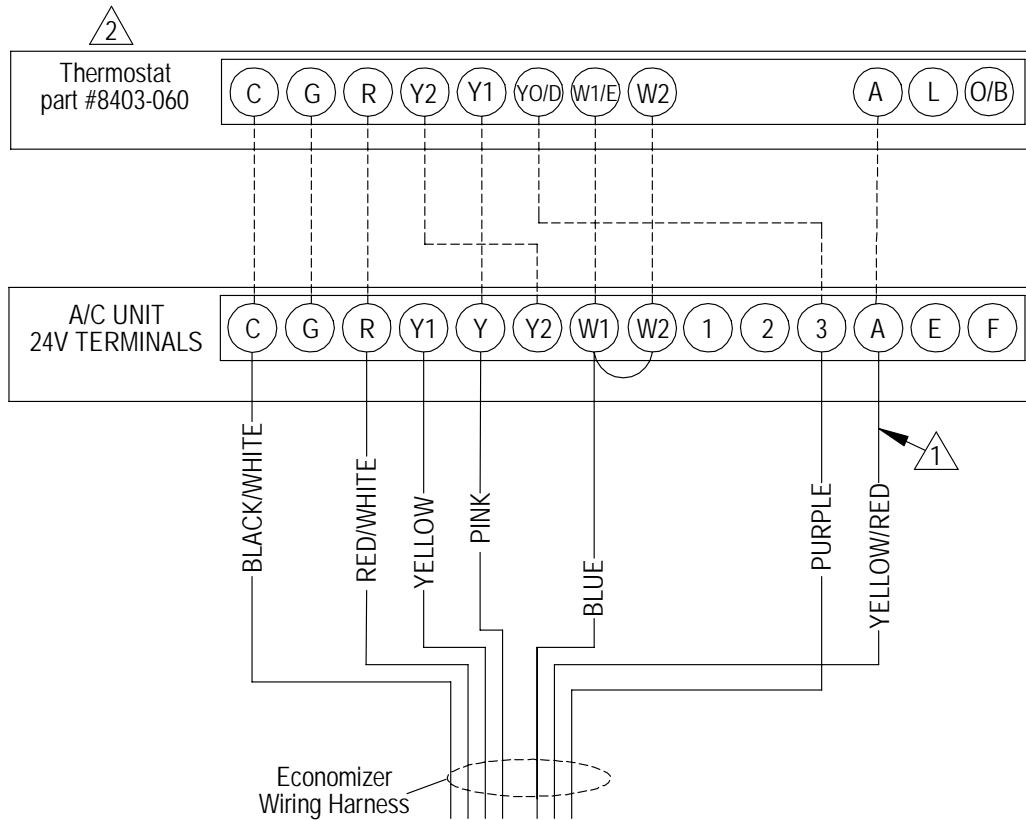 2
Thermostat
part #8403-060
C G R Y2 Y1 YO/D W1/E W2 A L O/B
A/C UNIT
24V TERMINALS
C G R Y1 Y Y2 W1 W2 1 2 3 A E F
1
BLACK/WHITE
RED/WHITE
YELLOW
PINK
BLUE
PURPLE
YELLOW/RED
Economizer
Wiring Harness